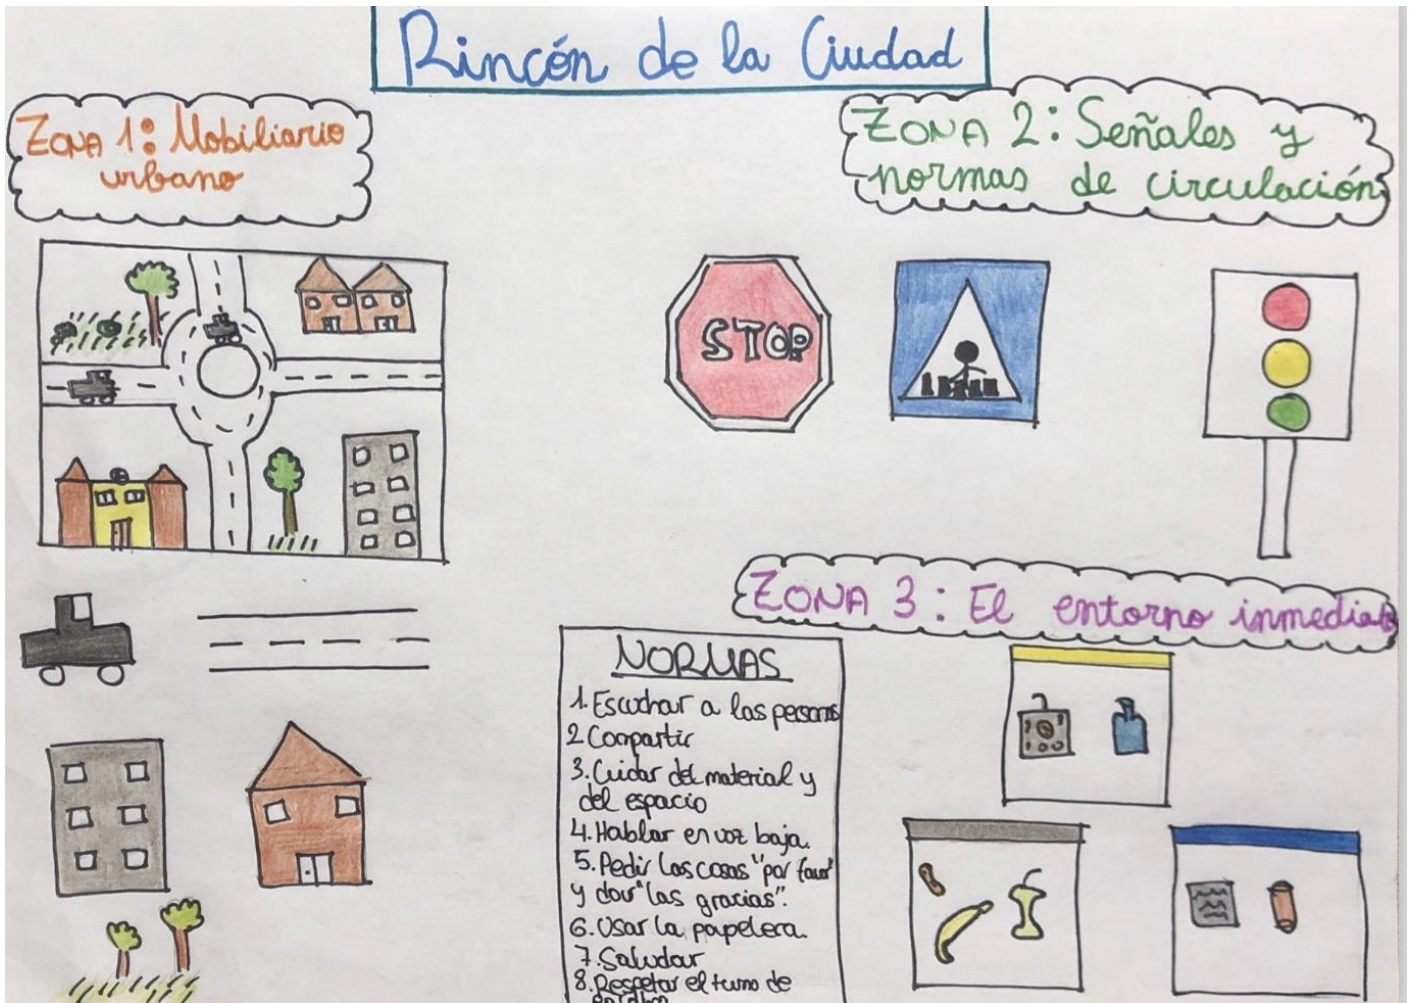 Rincón de la Ciudad
ZONA 1: Mobiliario
urbano
ZONA 2: Señales y
normas de circulación
STOP
ZONA 3: El entorno inmediato
NORMAS
1. Escuchar a las personas
2 Compartir
3. Cuidar del material y
del espacio
4. Hablar en voz baja.
5. Pedir las cosas "por favor"
y dar "las gracias".
6. Usar la papelera.
7. Saludar
8. Respetar el turno de